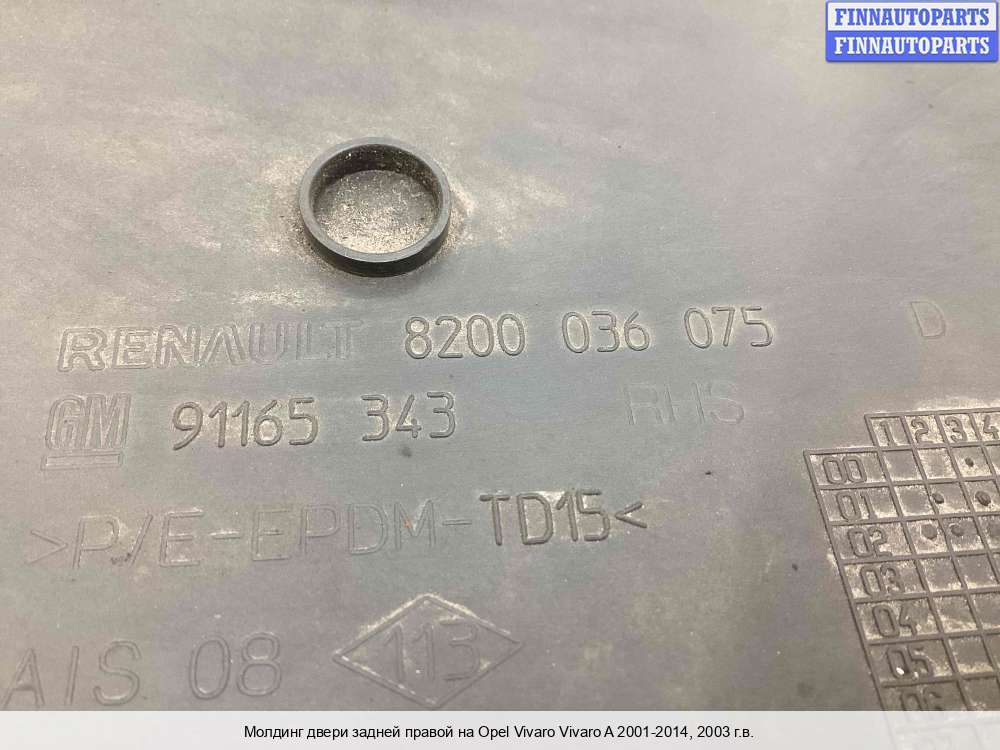 FINNAUTOPARTS
FINNAUTOPARTS
RENAULT 8200 036 075 D
GM 91165 343 RHS
1 2 3 4
00
01
>P/E-EPDM-TD15<
02
03
04
AIS 08 113
05
06
Молдинг двери задней правой на Opel Vivaro Vivaro A 2001-2014, 2003 г.в.